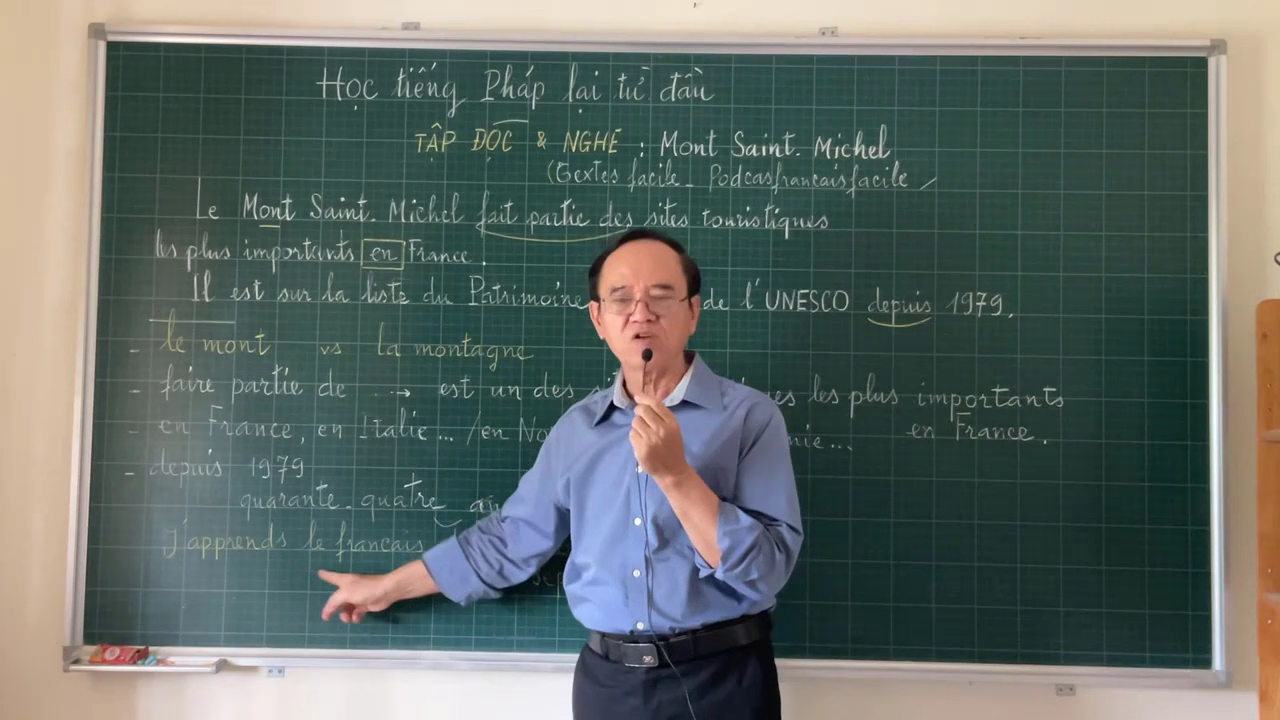 Học tiếng Pháp lại từ đầu
TẬP ĐỌC & NGHE : Mont Saint. Michel
(Textes facile _ Podcasfrancaisfacile /
Le Mont Saint. Michel fait partie des sites touristiques
les plus importants en France.
Il est sur la liste du Patrimoine de l'UNESCO depuis 1979.
- le mont vs la montagne
- faire partie de ... → est un des les plus importants
- en France, en Italie... / en en France.
- depuis 1979
quarante. quatre
J'apprends le francais